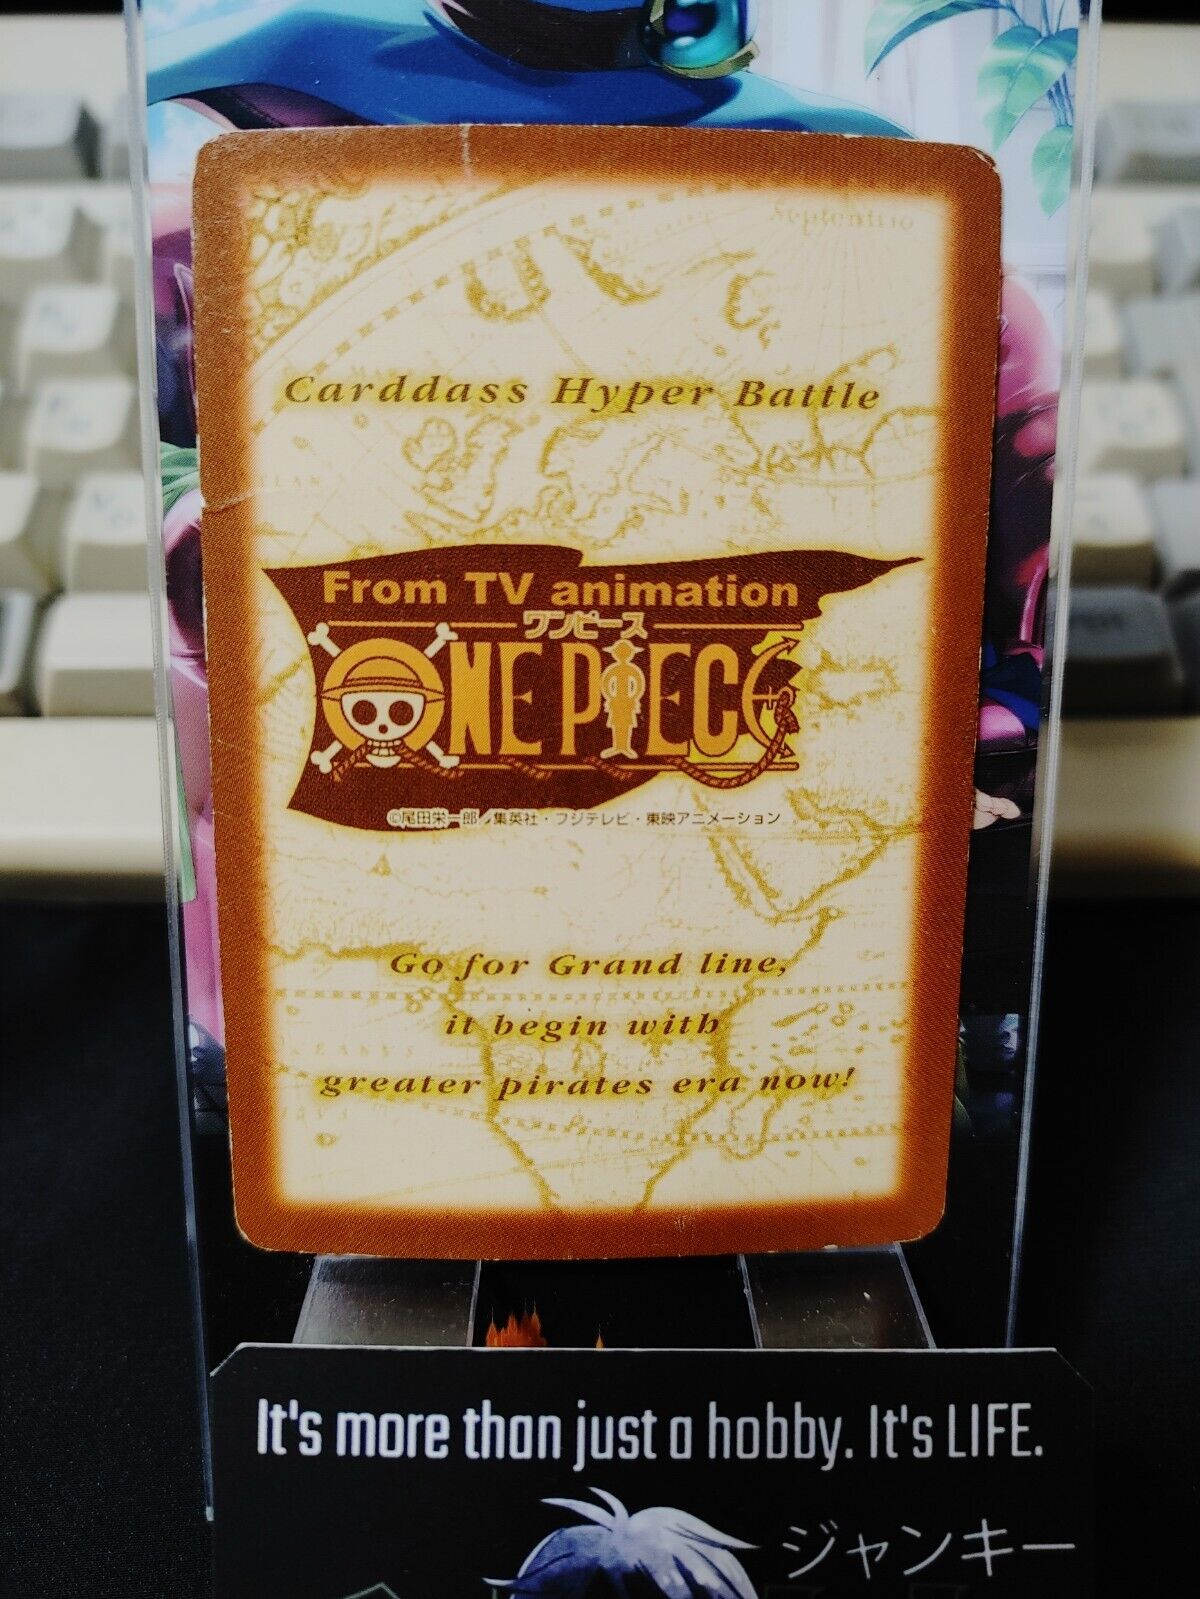 Septentrio
Carddass Hyper Battle
From TV animation
ワンピース
ONE PIECE
©尾田栄一郎／集英社・フジテレビ・東映アニメーション
Go for Grand line,
it begin with
greater pirates era now!
It's more than just a hobby. It's LIFE.
ジャンキー